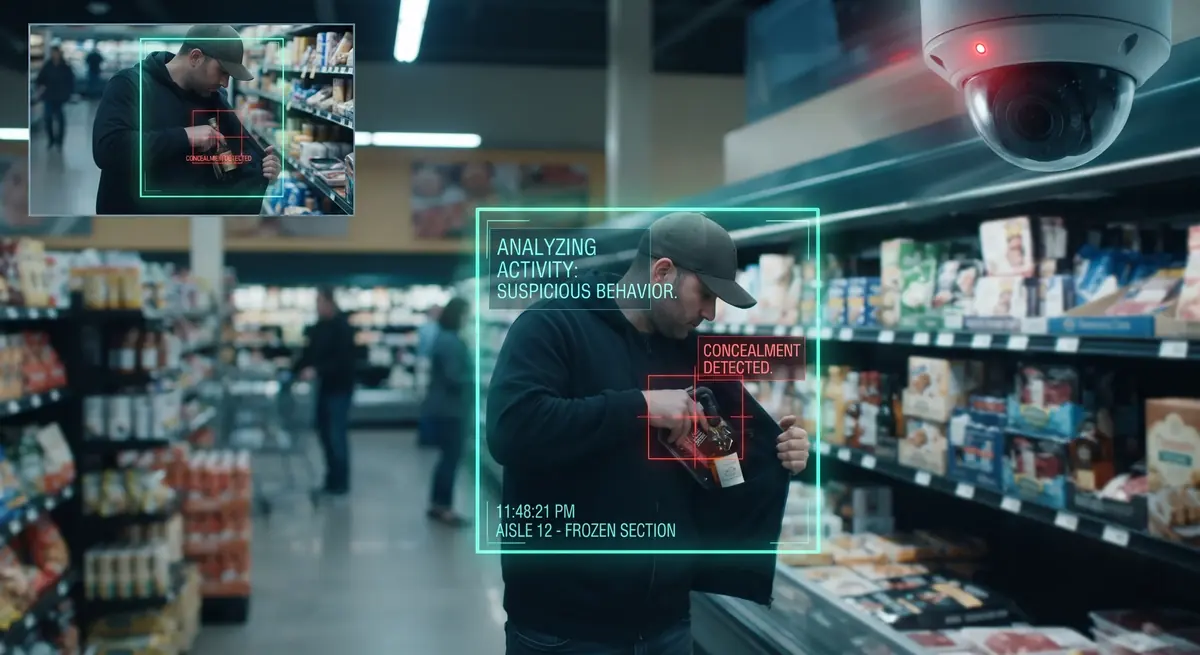 CONCEALMENT DETECTED
ANALYZING
ACTIVITY:
SUSPICIOUS BEHAVIOR.
CONCEALMENT
DETECTED.
11:48:21 PM
AISLE 12 - FROZEN SECTION